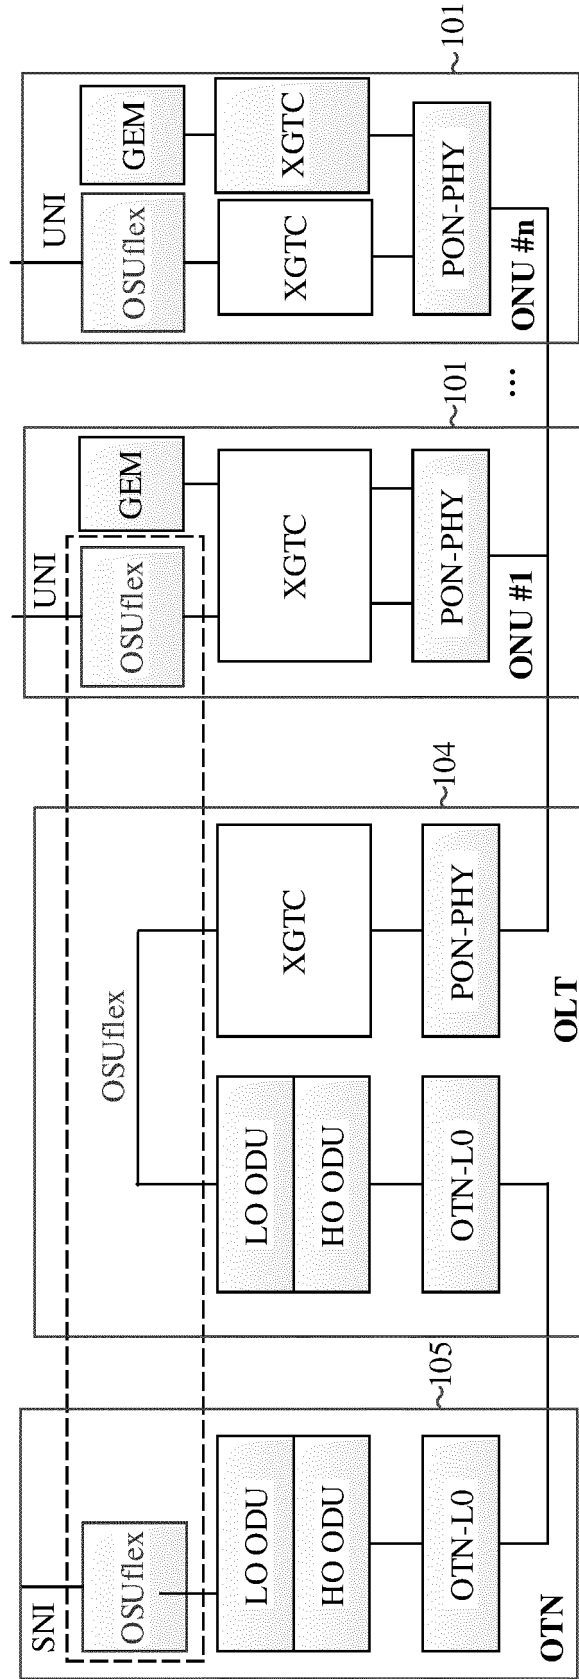 SNI
OSUflex
LO ODU
HO ODU
OTN-L0
OTN
105
OSUflex
LO ODU
HO ODU
OTN-L0
XGTC
PON-PHY
OLT
104
UNI
OSUflex
GEM
XGTC
PON-PHY
ONU #1
101
...
UNI
OSUflex
GEM
XGTC
XGTC
PON-PHY
ONU #n
101